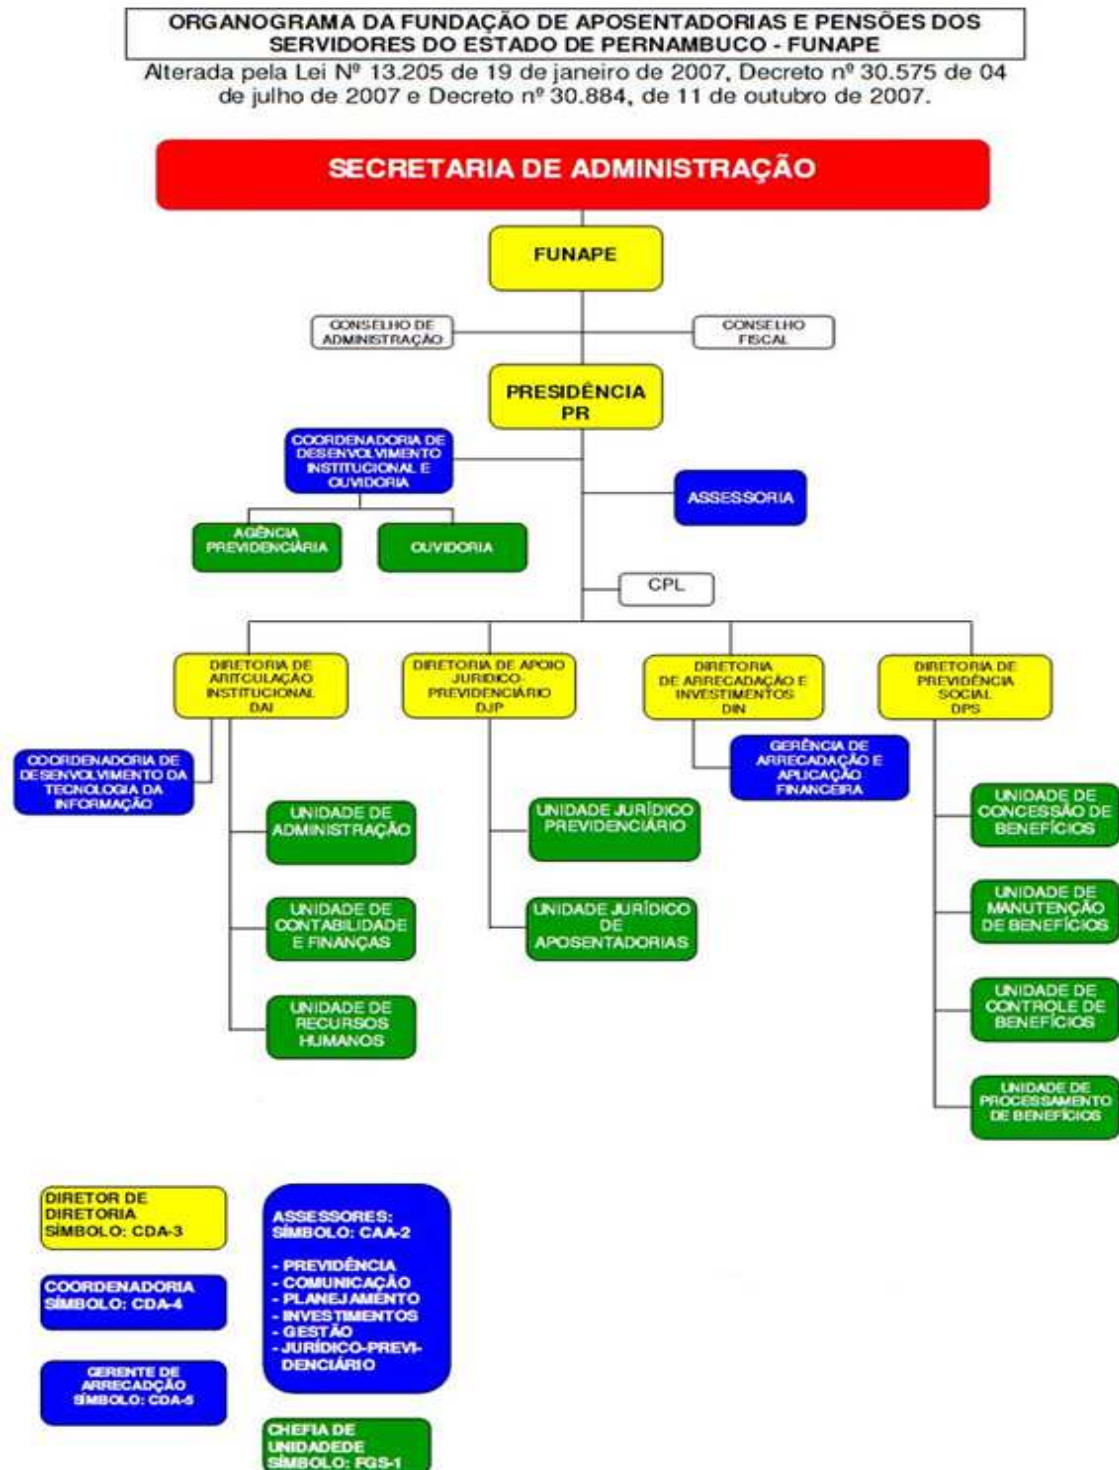 ORGANOGRAMA DA FUNDAÇÃO DE APOSENTADORIAS E PENSÕES DOS
SERVIDORES DO ESTADO DE PERNAMBUCO - FUNAPE
Alterada pela Lei Nº 13.205 de 19 de janeiro de 2007, Decreto nº 30.575 de 04
de julho de 2007 e Decreto nº 30.884, de 11 de outubro de 2007.
SECRETARIA DE ADMINISTRAÇÃO
FUNAPE
CONSELHO DE
ADMINISTRAÇÃO
CONSELHO
FISCAL
PRESIDÊNCIA
PR
COORDENADORIA DE
DESENVOLVIMENTO
INSTITUCIONAL E
OUVIDORIA
ASSESSORIA
AGÊNCIA
PREVIDENCIÁRIA
OUVIDORIA
CPL
DIRETORIA DE
ARITCULAÇÃO
INSTITUCIONAL
DAI
DIRETORIA DE APOIO
JURIDICO-
PREVIDENCIÁRIO
DJP
DIRETORIA
DE ARRECADAÇÃO E
INVESTIMENTOS
DIN
DIRETORIA DE
PREVIDÊNCIA
SOCIAL
DPS
COORDENADORIA DE
DESENVOLVIMENTO DA
TECNOLOGIA DA
INFORMAÇÃO
GERÊNCIA DE
ARRECADAÇÃO E
APLICAÇÃO
FINANCEIRA
UNIDADE DE
ADMINISTRAÇÃO
UNIDADE JURÍDICO
PREVIDENCIÁRIO
UNIDADE DE
CONCESSÃO DE
BENEFÍCIOS
UNIDADE DE
CONTABILIDADE
E FINANÇAS
UNIDADE JURÍDICO
DE
APOSENTADORIAS
UNIDADE DE
MANUTENÇÃO
DE BENEFÍCIOS
UNIDADE DE
RECURSOS
HUMANOS
UNIDADE DE
CONTROLE DE
BENEFÍCIOS
UNIDADE DE
PROCESSAMENTO
DE BENEFÍCIOS
DIRETOR DE
DIRETORIA
SÍMBOLO: CDA-3
COORDENADORIA
SÍMBOLO: CDA-4
GERENTE DE
ARRECADÇÃO
SÍMBOLO: CDA-5
ASSESSORES:
SÍMBOLO: CAA-2
- PREVIDÊNCIA
- COMUNICAÇÃO
- PLANEJAMENTO
- INVESTIMENTOS
- GESTÃO
- JURÍDICO-PREVI-
DENCIÁRIO
CHEFIA DE
UNIDADEDE
SÍMBOLO: FGS-1